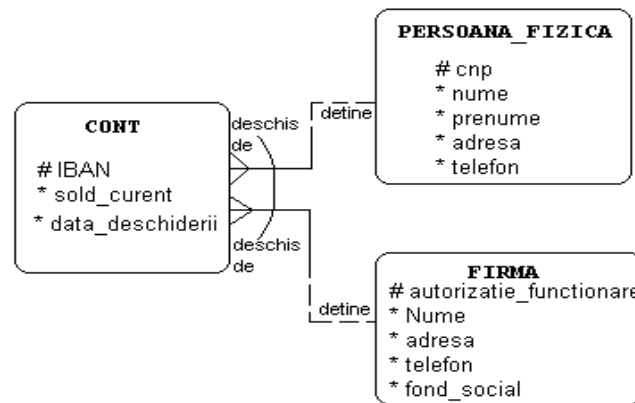 PERSOANA_FIZICA
# cnp
* nume
* prenume
* adresa
* telefon
detine
CONT
# IBAN
* sold_curent
* data_deschiderii
deschis
de
deschis
de
detine
FIRMA
# autorizatie_functionare
* Nume
* adresa
* telefon
* fond_social